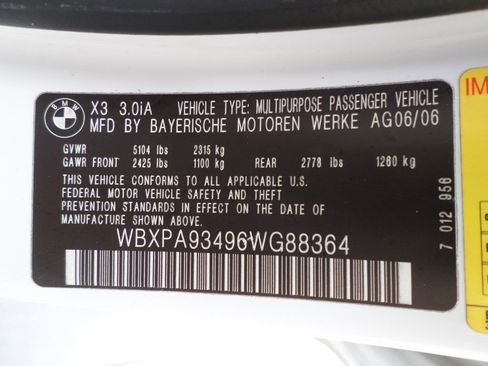 BMW
X3 3.0iA VEHICLE TYPE: MULTIPURPOSE PASSENGER VEHICLE
MFD BY BAYERISCHE MOTOREN WERKE AG06/06
GVWR 5104 lbs 2315 kg
GAWR FRONT 2425 lbs 1100 kg REAR 2778 lbs 1260 kg
THIS VEHICLE CONFORMS TO ALL APPLICABLE
FEDERAL MOTOR VEHICLE SAFETY AND THEFT
PREVENTION STANDARDS IN EFFECT ON THE DATE
OF MANUFACTURE SHOWN ABOVE.
WBXPA93496WG88364
7 012 956
IM